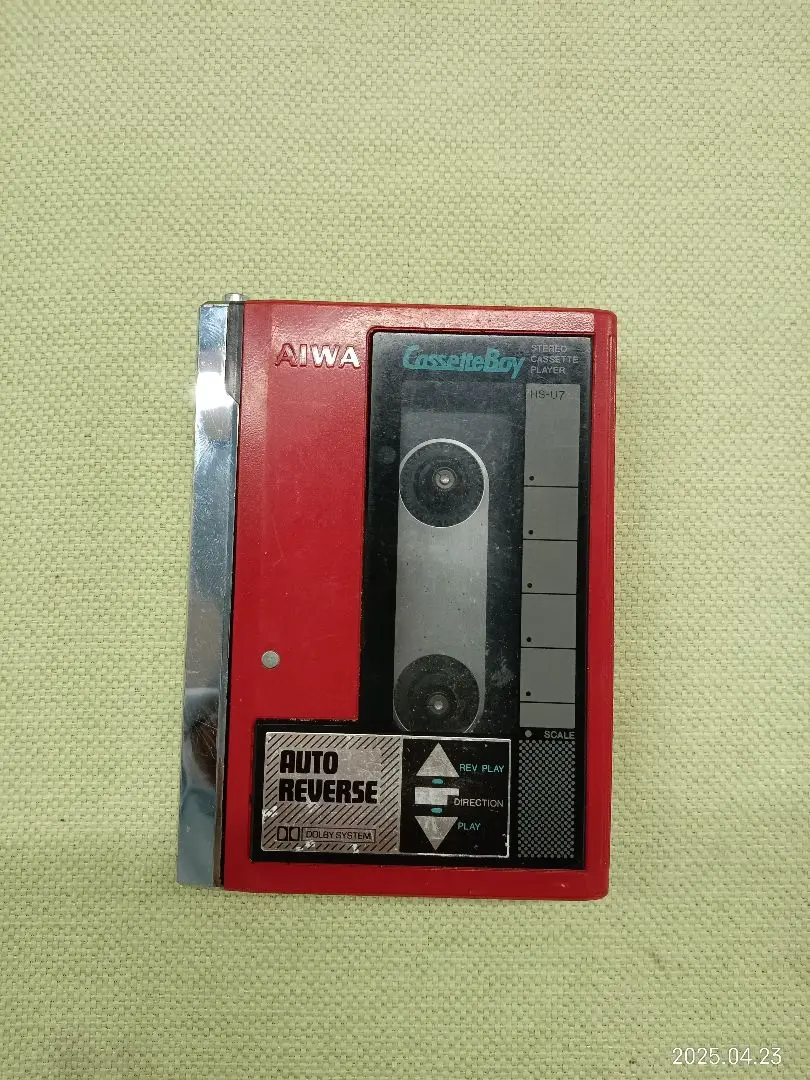 AIWA
CassetteBoy
STEREO
CASSETTE
PLAYER
HS-U7
SCALE
AUTO
REVERSE
DOLBY SYSTEM
REV PLAY
DIRECTION
PLAY
2025.04.23